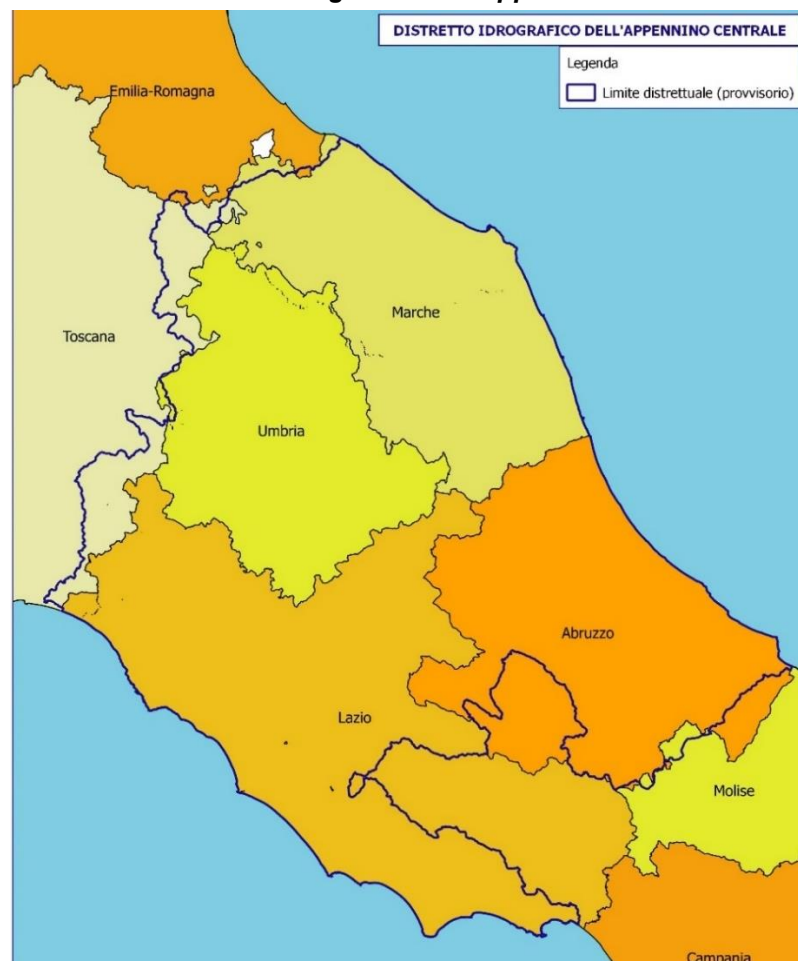 DISTRETTO IDROGRAFICO DELL'APPENNINO CENTRALE
Legenda
Limite distrettuale (provvisorio)
Emilia-Romagna
Marche
Toscana
Umbria
Abruzzo
Lazio
Molise
Campania